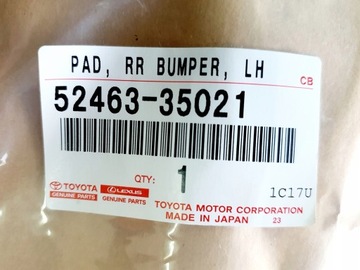 PAD, RR BUMPER, LH
CB
52463-35021
QTY: 1
1C17U
TOYOTA LEXUS
GENUINE PARTS GENUINE PARTS
TOYOTA MOTOR CORPORATION
MADE IN JAPAN 23